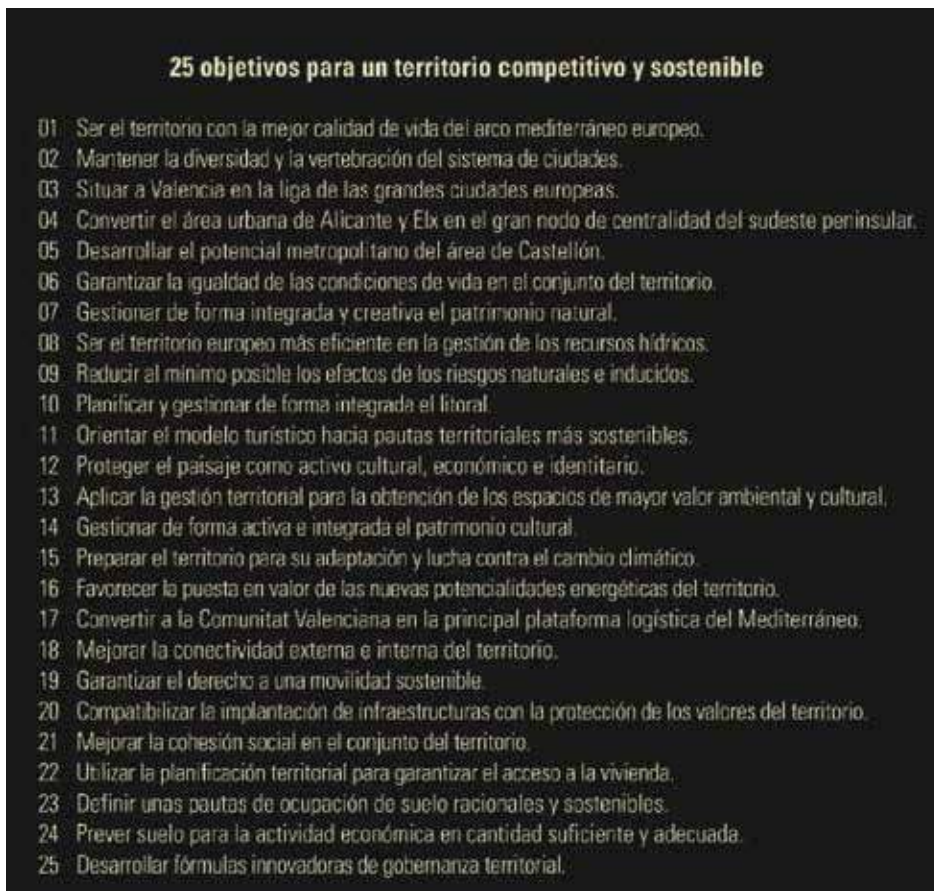 25 objetivos para un territorio competitivo y sostenible
01 Ser el territorio con la mejor calidad de vida del arco mediterráneo europeo.
02 Mantener la diversidad y la vertebración del sistema de ciudades.
03 Situar a Valencia en la liga de las grandes ciudades europeas.
04 Convertir el área urbana de Alicante y Elx en el gran nodo de centralidad del sudeste peninsular.
05 Desarrollar el potencial metropolitano del área de Castellón.
06 Garantizar la igualdad de las condiciones de vida en el conjunto del territorio.
07 Gestionar de forma integrada y creativa el patrimonio natural.
08 Ser el territorio europeo más eficiente en la gestión de los recursos hídricos.
09 Reducir al mínimo posible los efectos de los riesgos naturales e inducidos.
10 Planificar y gestionar de forma integrada el litoral.
11 Orientar el modelo turístico hacia pautas territoriales más sostenibles.
12 Proteger el paisaje como activo cultural, económico e identitario.
13 Aplicar la gestión territorial para la obtención de los espacios de mayor valor ambiental y cultural.
14 Gestionar de forma activa e integrada el patrimonio cultural.
15 Preparar el territorio para su adaptación y lucha contra el cambio climático.
16 Favorecer la puesta en valor de las nuevas potencialidades energéticas del territorio.
17 Convertir a la Comunitat Valenciana en la principal plataforma logística del Mediterráneo.
18 Mejorar la conectividad externa e interna del territorio.
19 Garantizar el derecho a una movilidad sostenible.
20 Compatibilizar la implantación de infraestructuras con la protección de los valores del territorio.
21 Mejorar la cohesión social en el conjunto del territorio.
22 Utilizar la planificación territorial para garantizar el acceso a la vivienda.
23 Definir unas pautas de ocupación de suelo racionales y sostenibles.
24 Prever suelo para la actividad económica en cantidad suficiente y adecuada.
25 Desarrollar fórmulas innovadoras de gobernanza territorial.